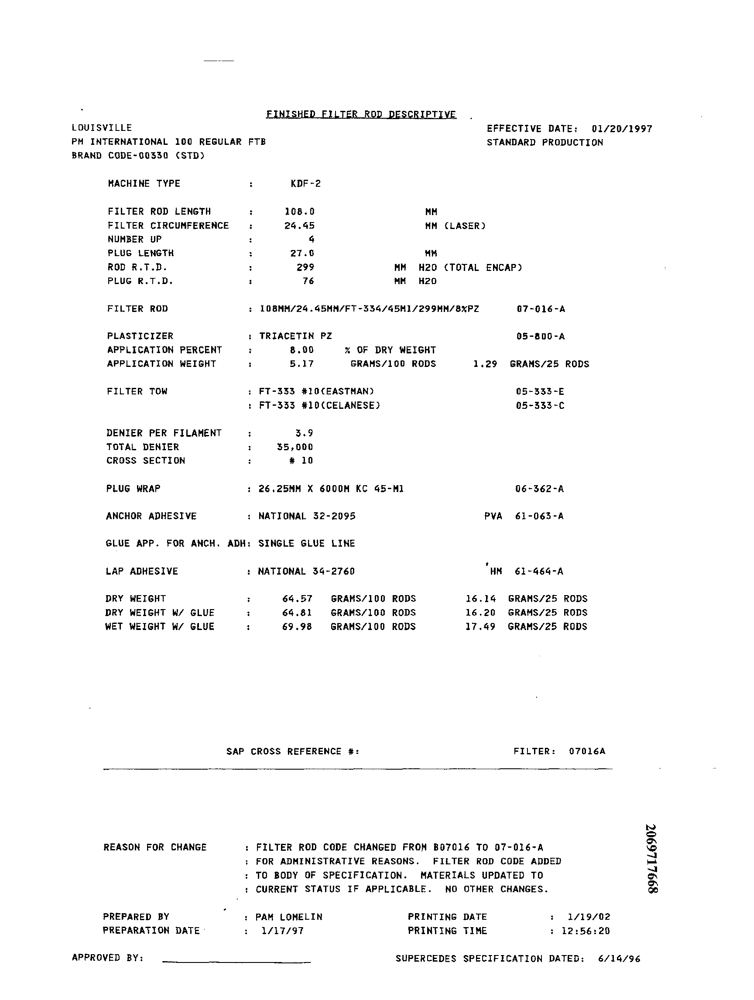 FINISHED FILTER ROD DESCRIPTIVE
LOUISVILLE EFFECTIVE DATE: 01/20/1997
PM INTERNATIONAL 100 REGULAR FTB STANDARD PRODUCTION
BRAND CODE-00330 (STD)
MACHINE TYPE : KDF-2
FILTER ROD LENGTH : 108.0 MM
FILTER CIRCUMFERENCE : 24.45 MM (LASER)
NUMBER UP : 4
PLUG LENGTH : 27.0 MM
ROD R.T.D. : 299 MM H2O (TOTAL ENCAP)
PLUG R.T.D. : 76 MM H2O
FILTER ROD : 108MM/24.45MM/FT-334/45M1/299MM/8%PZ 07-016-A
PLASTICIZER : TRIACETIN PZ 05-800-A
APPLICATION PERCENT : 8.00 % OF DRY WEIGHT
APPLICATION WEIGHT : 5.17 GRAMS/100 RODS 1.29 GRAMS/25 RODS
FILTER TOW : FT-333 #10(EASTMAN) 05-333-E
: FT-333 #10(CELANESE) 05-333-C
DENIER PER FILAMENT : 3.9
TOTAL DENIER : 35,000
CROSS SECTION : # 10
PLUG WRAP : 26.25MM X 6000M KC 45-M1 06-362-A
ANCHOR ADHESIVE : NATIONAL 32-2095 PVA 61-063-A
GLUE APP. FOR ANCH. ADH: SINGLE GLUE LINE
LAP ADHESIVE : NATIONAL 34-2760 HM 61-464-A
DRY WEIGHT : 64.57 GRAMS/100 RODS 16.14 GRAMS/25 RODS
DRY WEIGHT W/ GLUE : 64.81 GRAMS/100 RODS 16.20 GRAMS/25 RODS
WET WEIGHT W/ GLUE : 69.98 GRAMS/100 RODS 17.49 GRAMS/25 RODS
SAP CROSS REFERENCE #: FILTER: 07016A
REASON FOR CHANGE : FILTER ROD CODE CHANGED FROM B07016 TO 07-016-A
: FOR ADMINISTRATIVE REASONS. FILTER ROD CODE ADDED
: TO BODY OF SPECIFICATION. MATERIALS UPDATED TO
: CURRENT STATUS IF APPLICABLE. NO OTHER CHANGES.
PREPARED BY : PAM LOMELIN PRINTING DATE : 1/19/02
PREPARATION DATE : 1/17/97 PRINTING TIME : 12:56:20
APPROVED BY: SUPERCEDES SPECIFICATION DATED: 6/14/96
2069717668